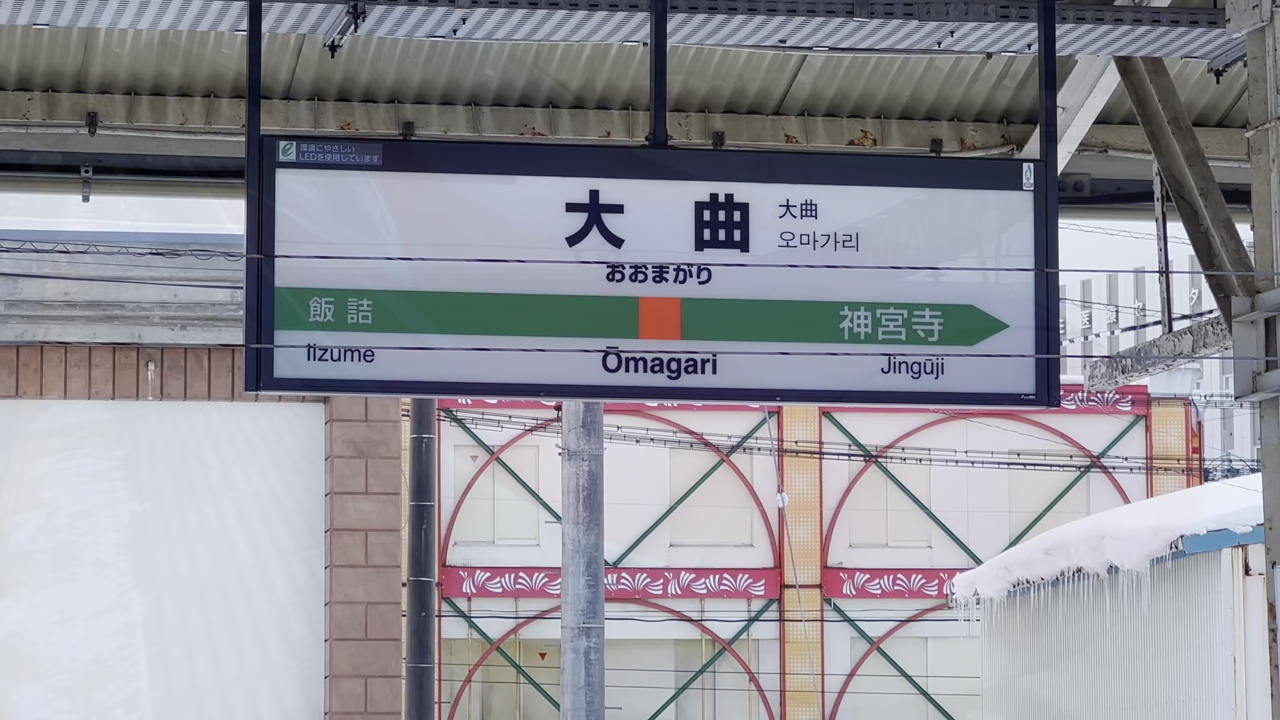 環境にやさしい
LEDを使用しています
大曲
大曲
오마가리
おおまがり
飯詰
神宮寺
Iizume
Ōmagari
Jingūji